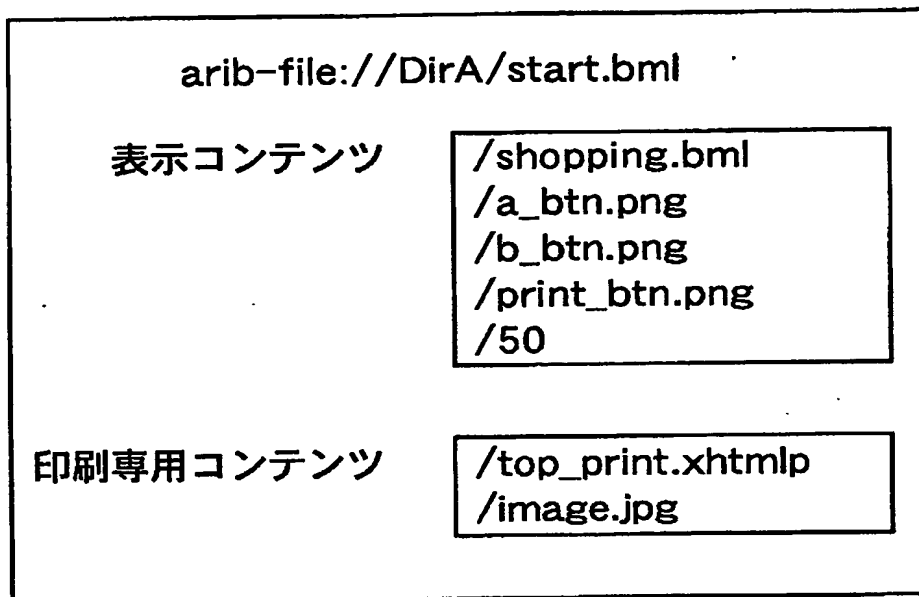 arib-file://DirA/start.bml
表示コンテンツ
/shopping.bml
/a_btn.png
/b_btn.png
/print_btn.png
/50
印刷専用コンテンツ
/top_print.xhtmlp
/image.jpg